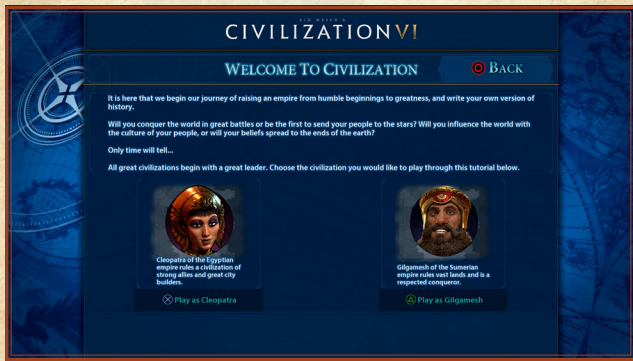 SID MEIER'S
CIVILIZATION VI
WELCOME TO CIVILIZATION
BACK
It is here that we begin our journey of raising an empire from humble beginnings to greatness, and write your own version of
history.
Will you conquer the world in great battles or be the first to send your people to the stars? Will you influence the world with
the culture of your people, or will your beliefs spread to the ends of the earth?
Only time will tell...
All great civilizations begin with a great leader. Choose the civilization you would like to play through this tutorial below.
Cleopatra of the Egyptian
empire rules a civilization of
strong allies and great city
builders.
Play as Cleopatra
Gilgamesh of the Sumerian
empire rules vast lands and is a
respected conqueror.
Play as Gilgamesh